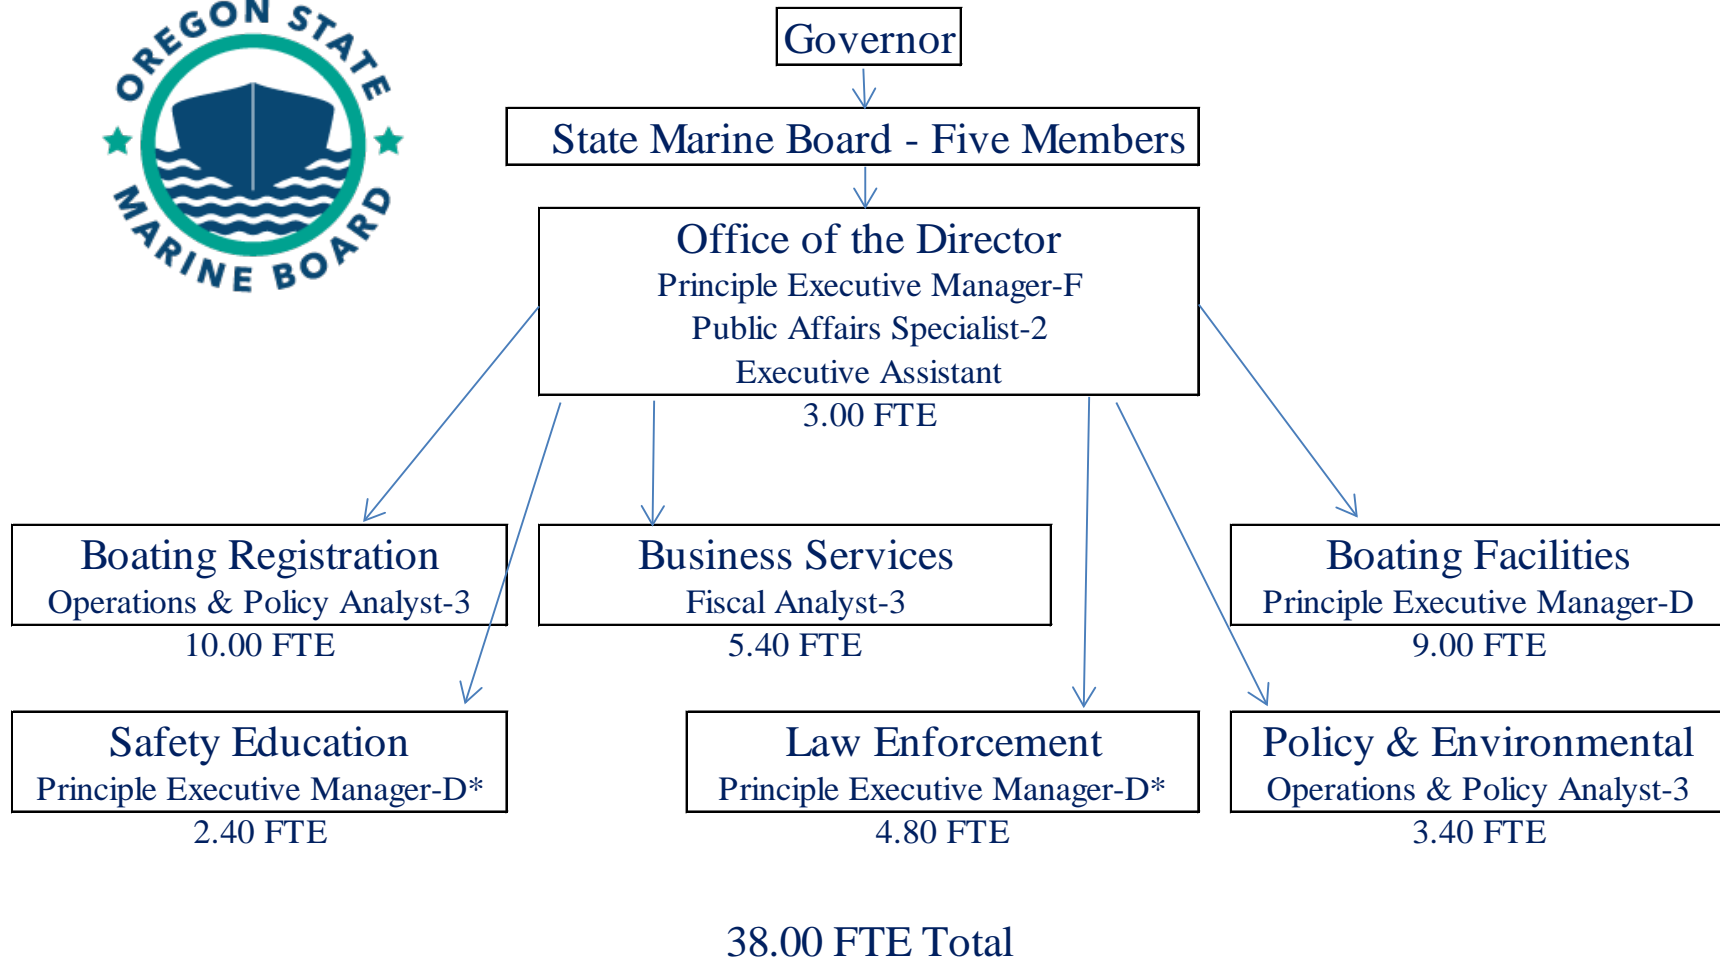 OREGON STATE
MARINE BOARD
Governor
State Marine Board - Five Members
Office of the Director
Principle Executive Manager-F
Public Affairs Specialist-2
Executive Assistant
3.00 FTE
Boating Registration
Operations & Policy Analyst-3
10.00 FTE
Business Services
Fiscal Analyst-3
5.40 FTE
Boating Facilities
Principle Executive Manager-D
9.00 FTE
Safety Education
Principle Executive Manager-D*
2.40 FTE
Law Enforcement
Principle Executive Manager-D*
4.80 FTE
Policy & Environmental
Operations & Policy Analyst-3
3.40 FTE
38.00 FTE Total